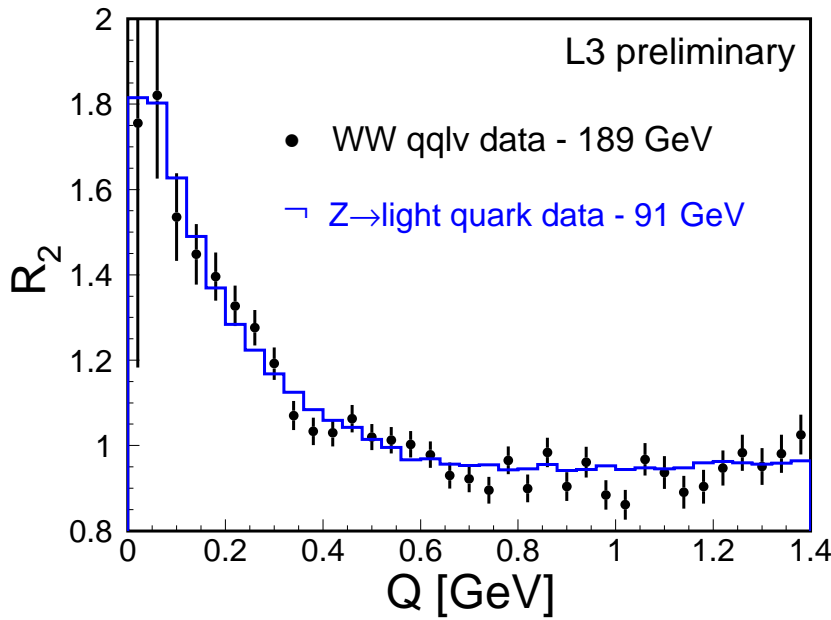 L3 preliminary
WW qqlv data - 189 GeV
Z→light quark data - 91 GeV
R2
2
1.8
1.6
1.4
1.2
1
0.8
0 0.2 0.4 0.6 0.8 1 1.2 1.4
Q [GeV]